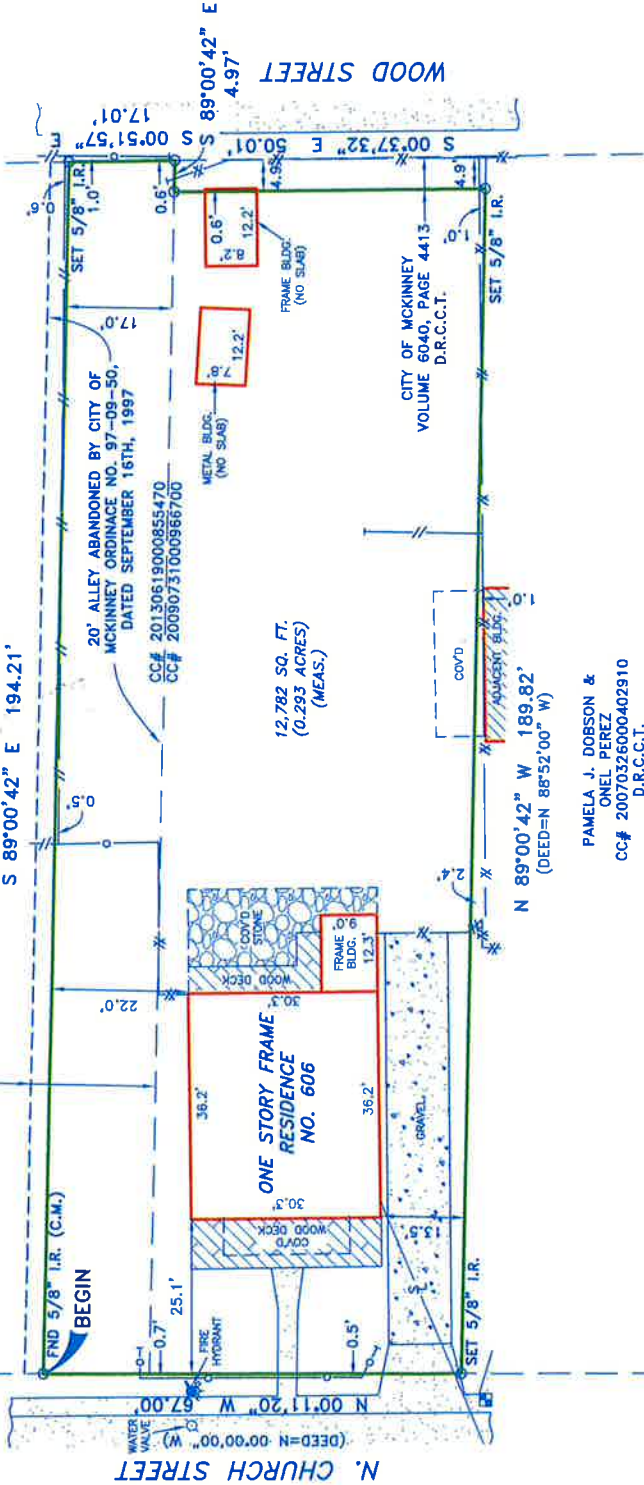 S 89°00'42" E 194.21'
S 89°00'42" E
4.97'
WOOD STREET
S 00°51'57" E
17.01'
S 00°37'32" E 50.01'
FND 5/8" I.R. (C.M.)
BEGIN
0.6'
SET 5/8" I.R.
1.0'
0.6'
4.9'
4.9'
1.0'
SET 5/8" I.R.
17.0'
20' ALLEY ABANDONED BY CITY OF
MCKINNEY ORDINACE NO. 97-09-50,
DATED SEPTEMBER 16TH, 1997
CC# 20130619000855470
CC# 20090731000966700
0.6'
12.2'
8.2'
FRAME BLDG.
(NO SLAB)
7.8'
12.2'
METAL BLDG.
(NO SLAB)
CITY OF MCKINNEY
VOLUME 6040, PAGE 4413
D.R.C.C.T.
0.5'
22.0'
12,782 SQ. FT.
(0.293 ACRES)
(MEAS.)
COV'D
ADJACENT BLDG.
1.0'
COV'D
STONE
WOOD DECK
FRAME
BLDG.
9.0'
12.3'
2.4'
36.2'
30.3'
ONE STORY FRAME
RESIDENCE
NO. 606
30.3'
36.2'
COV'D
WOOD DECK
GRAVEL
13.5'
25.1'
0.7'
0.5'
FIRE
HYDRANT
WATER
VALVE
SET 5/8" I.R.
N 00°11'20" W 67.00'
(DEED=N 00°00'00" W)
N. CHURCH STREET
N 89°00'42" W 189.82'
(DEED=N 88°52'00" W)
PAMELA J. DOBSON &
ONEL PEREZ
CC# 20070326000402910
D.R.C.C.T.